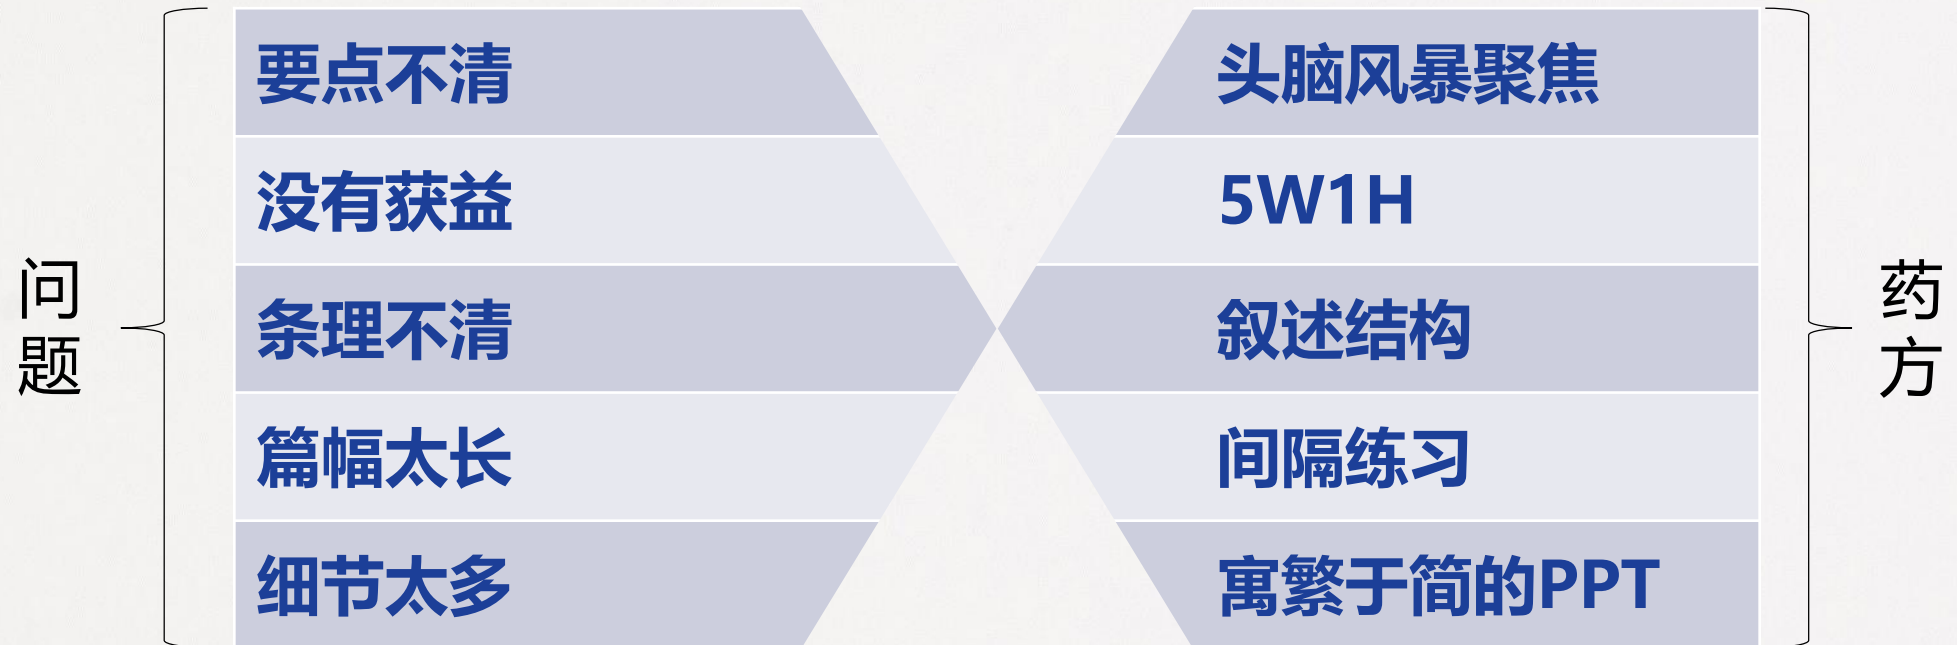 问题
要点不清
没有获益
条理不清
篇幅太长
细节太多
头脑风暴聚焦
5W1H
叙述结构
间隔练习
寓繁于简的PPT
药方